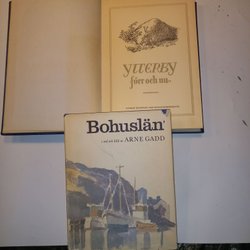 YTTERBY
förr och nu
Bohuslän
i ord och bild av ARNE GADD